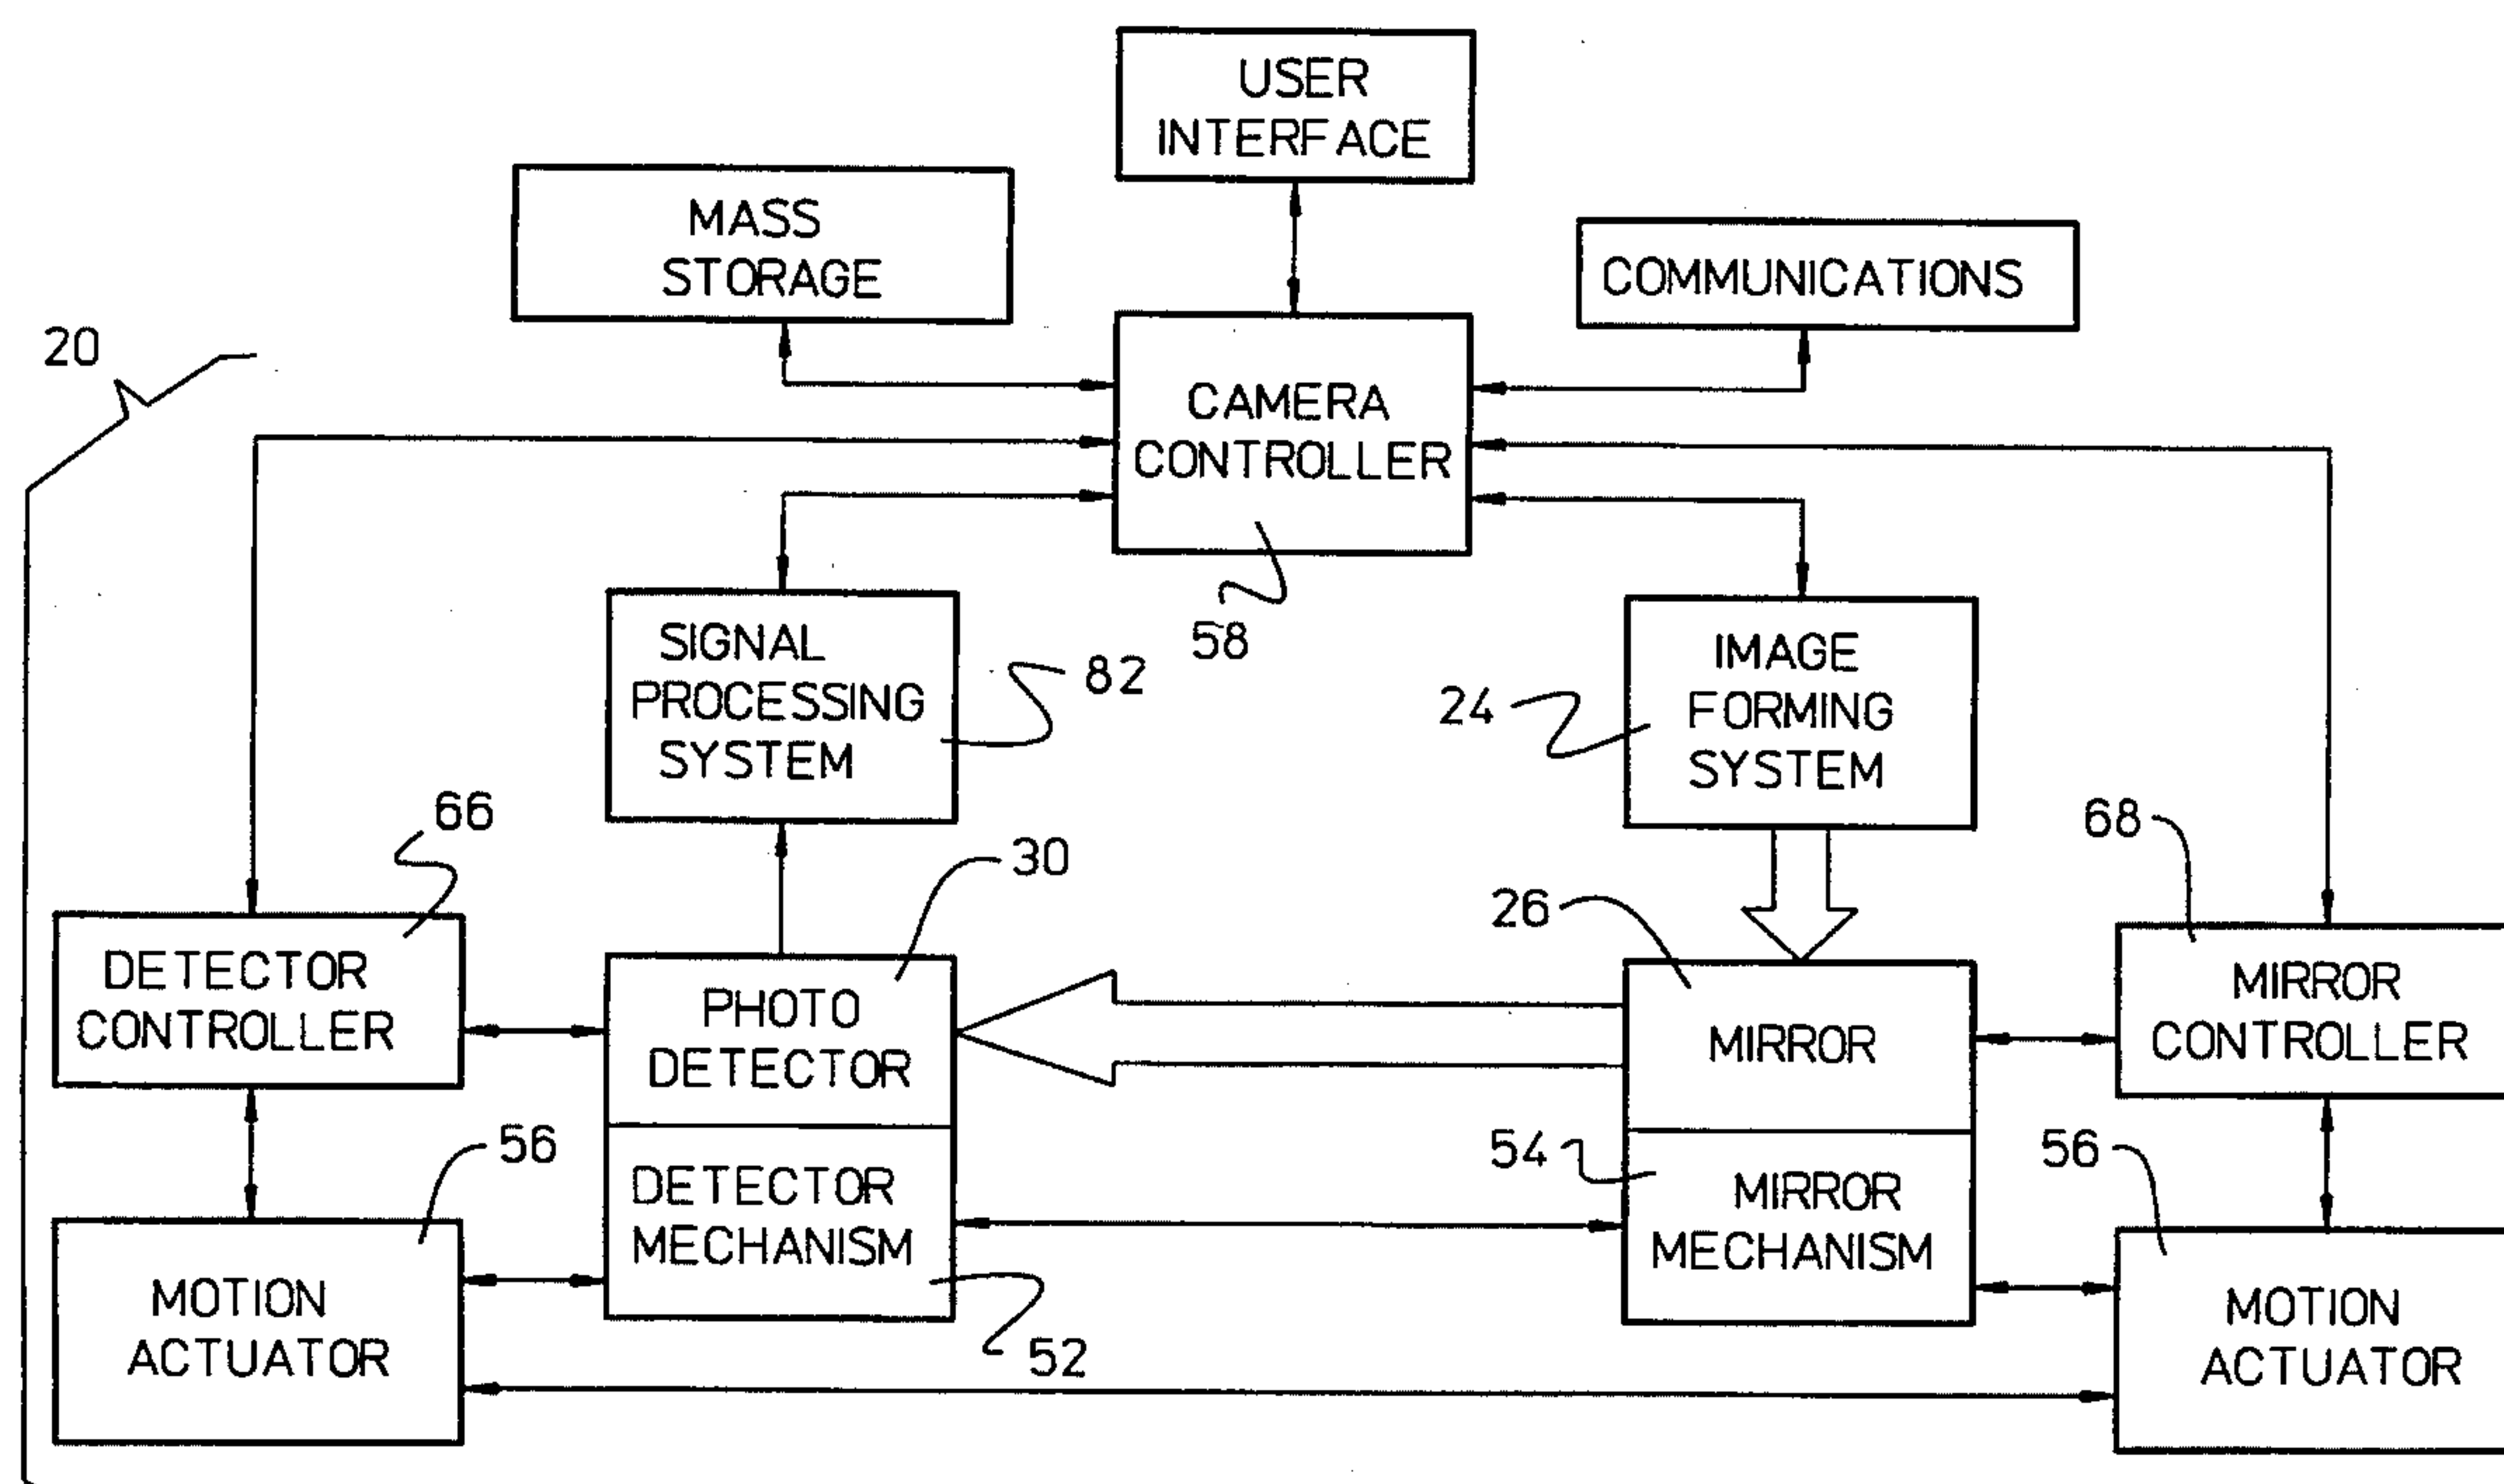 USER
INTERFACE
MASS
STORAGE
COMMUNICATIONS
20
CAMERA
CONTROLLER
58
SIGNAL
PROCESSING
SYSTEM
82
24
IMAGE
FORMING
SYSTEM
66
30
26
68
DETECTOR
CONTROLLER
PHOTO
DETECTOR
MIRROR
MIRROR
CONTROLLER
56
DETECTOR
MECHANISM
54
MIRROR
MECHANISM
56
MOTION
ACTUATOR
52
MOTION
ACTUATOR